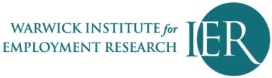 WARWICK INSTITUTE for
EMPLOYMENT RESEARCH
IER